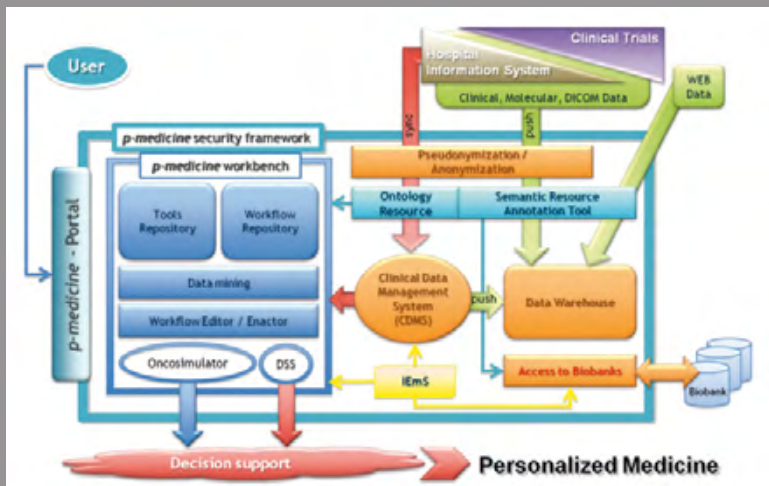 Clinical Trials
Hospital
Information System
User
Clinical, Molecular, DICOM Data
WEB
Data
sync
push
p-medicine security framework
p-medicine workbench
Pseudonymization /
Anonymization
Ontology
Resource
Semantic Resource
Annotation Tool
Tools
Repository
Workflow
Repository
p-medicine - Portal
Data mining
Clinical Data
Management
System
(CDMS)
push
Data Warehouse
Workflow Editor / Enactor
Oncosimulator
DSS
IEmS
Access to Biobanks
Biobank
Decision support
Personalized Medicine